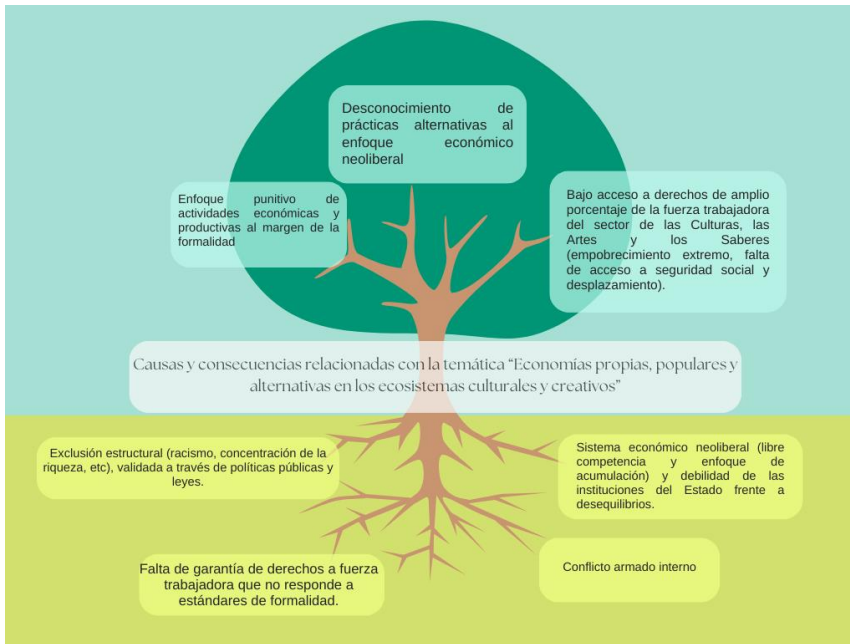 Desconocimiento de
prácticas alternativas al
enfoque económico
neoliberal
Enfoque punitivo de
actividades económicas y
productivas al margen de la
formalidad
Bajo acceso a derechos de amplio
porcentaje de la fuerza trabajadora
del sector de las Culturas, las
Artes y los Saberes
(empobrecimiento extremo, falta
de acceso a seguridad social y
desplazamiento).
Causas y consecuencias relacionadas con la temática “Economías propias, populares y
alternativas en los ecosistemas culturales y creativos”
Exclusión estructural (racismo, concentración de la
riqueza, etc), validada a través de políticas públicas y
leyes.
Sistema económico neoliberal (libre
competencia y enfoque de
acumulación) y debilidad de las
instituciones del Estado frente a
desequilibrios.
Falta de garantía de derechos a fuerza
trabajadora que no responde a
estándares de formalidad.
Conflicto armado interno